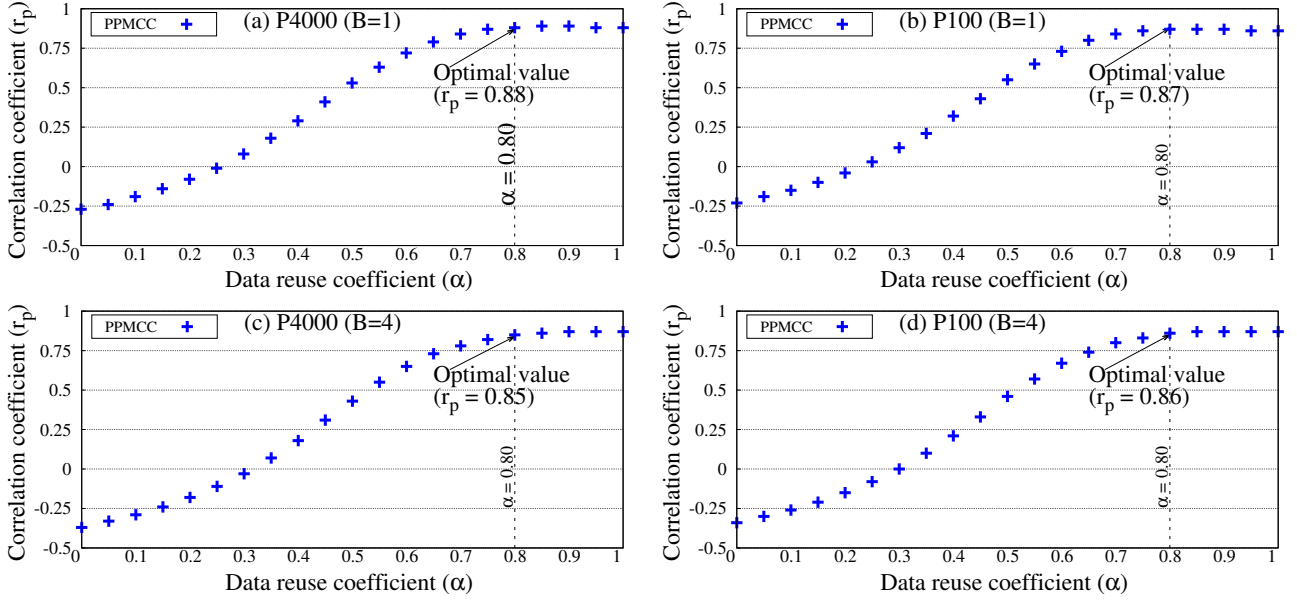 PPMCC
(a) P4000 (B=1)
Correlation coefficient (r_p)
1
0.75
0.5
0.25
0
-0.25
-0.5
Optimal value
(r_p = 0.88)
α = 0.80
0 0.1 0.2 0.3 0.4 0.5 0.6 0.7 0.8 0.9 1
Data reuse coefficient (α)
PPMCC
(b) P100 (B=1)
Correlation coefficient (r_p)
1
0.75
0.5
0.25
0
-0.25
-0.5
Optimal value
(r_p = 0.87)
α = 0.80
0 0.1 0.2 0.3 0.4 0.5 0.6 0.7 0.8 0.9 1
Data reuse coefficient (α)
PPMCC
(c) P4000 (B=4)
Correlation coefficient (r_p)
1
0.75
0.5
0.25
0
-0.25
-0.5
Optimal value
(r_p = 0.85)
α = 0.80
0 0.1 0.2 0.3 0.4 0.5 0.6 0.7 0.8 0.9 1
Data reuse coefficient (α)
PPMCC
(d) P100 (B=4)
Correlation coefficient (r_p)
1
0.75
0.5
0.25
0
-0.25
-0.5
Optimal value
(r_p = 0.86)
α = 0.80
0 0.1 0.2 0.3 0.4 0.5 0.6 0.7 0.8 0.9 1
Data reuse coefficient (α)